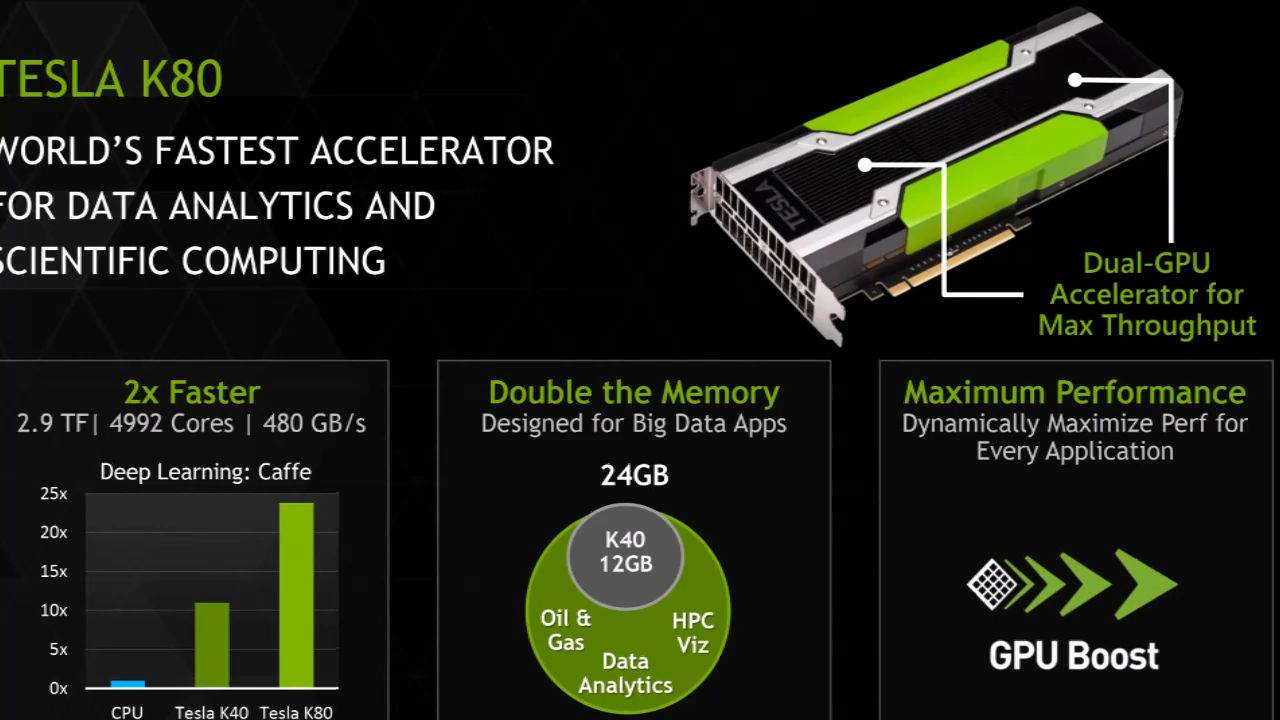 TESLA K80
WORLD'S FASTEST ACCELERATOR
FOR DATA ANALYTICS AND
SCIENTIFIC COMPUTING
TESLA
Dual-GPU
Accelerator for
Max Throughput
2x Faster
2.9 TF| 4992 Cores | 480 GB/s
Deep Learning: Caffe
25x
20x
15x
10x
5x
0x
CPU
Tesla K40
Tesla K80
Double the Memory
Designed for Big Data Apps
24GB
K40
12GB
Oil &
Gas
HPC
Viz
Data
Analytics
Maximum Performance
Dynamically Maximize Perf for
Every Application
GPU Boost